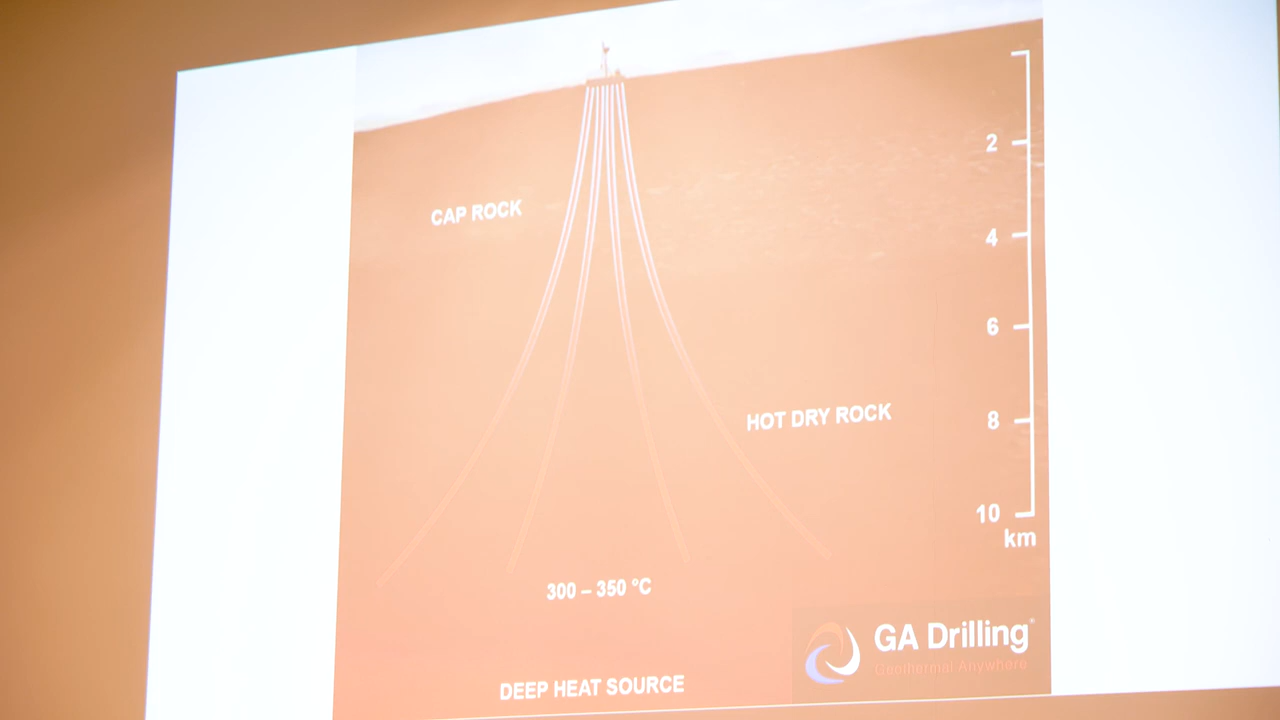 CAP ROCK
2
4
6
HOT DRY ROCK
8
10
km
300 – 350 °C
GA Drilling®
Geothermal Anywhere
DEEP HEAT SOURCE